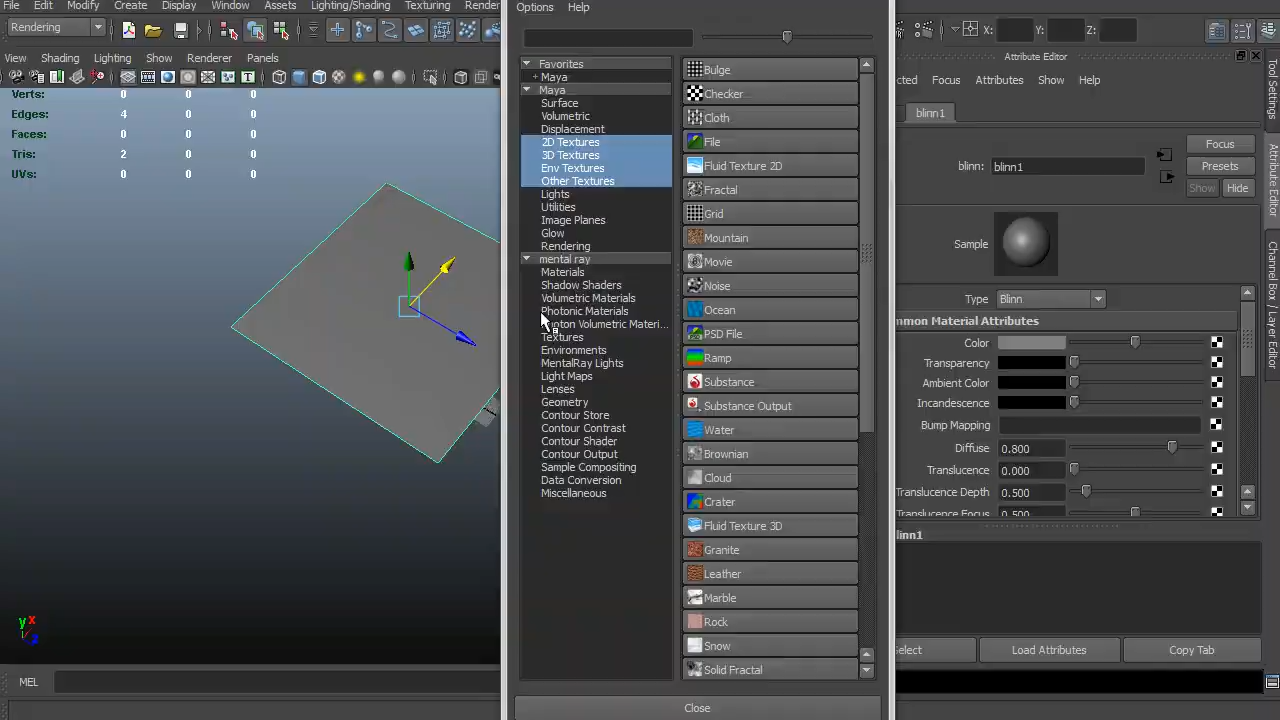 File Edit Modify Create Display Window Assets Lighting/Shading Texturing Render
Rendering
View Shading Lighting Show Renderer Panels
Verts: 0 0 0
Edges: 4 0 0
Faces: 0 0 0
Tris: 2 0 0
UVs: 0 0 0
y x
z
MEL
Options Help
Favorites
+ Maya
Maya
Surface
Volumetric
Displacement
2D Textures
3D Textures
Env Textures
Other Textures
Lights
Utilities
Image Planes
Glow
Rendering
mental ray
Materials
Shadow Shaders
Volumetric Materials
Photonic Materials
Photon Volumetric Materi...
Textures
Environments
MentalRay Lights
Light Maps
Lenses
Geometry
Contour Store
Contour Contrast
Contour Shader
Contour Output
Sample Compositing
Data Conversion
Miscellaneous
Bulge
Checker
Cloth
File
Fluid Texture 2D
Fractal
Grid
Mountain
Movie
Noise
Ocean
PSD File
Ramp
Substance
Substance Output
Water
Brownian
Cloud
Crater
Fluid Texture 3D
Granite
Leather
Marble
Rock
Snow
Solid Fractal
Close
X: Y: Z:
Attribute Editor
cted Focus Attributes Show Help
blinn1
blinn: blinn1
Focus
Presets
Show Hide
Sample
Type Blinn
mmon Material Attributes
Color
Transparency
Ambient Color
Incandescence
Bump Mapping
Diffuse 0.800
Translucence 0.000
Translucence Depth 0.500
Translucence Focus 0.500
linn1
elect Load Attributes Copy Tab
Tool Settings
Attribute Editor
Channel Box / Layer Editor